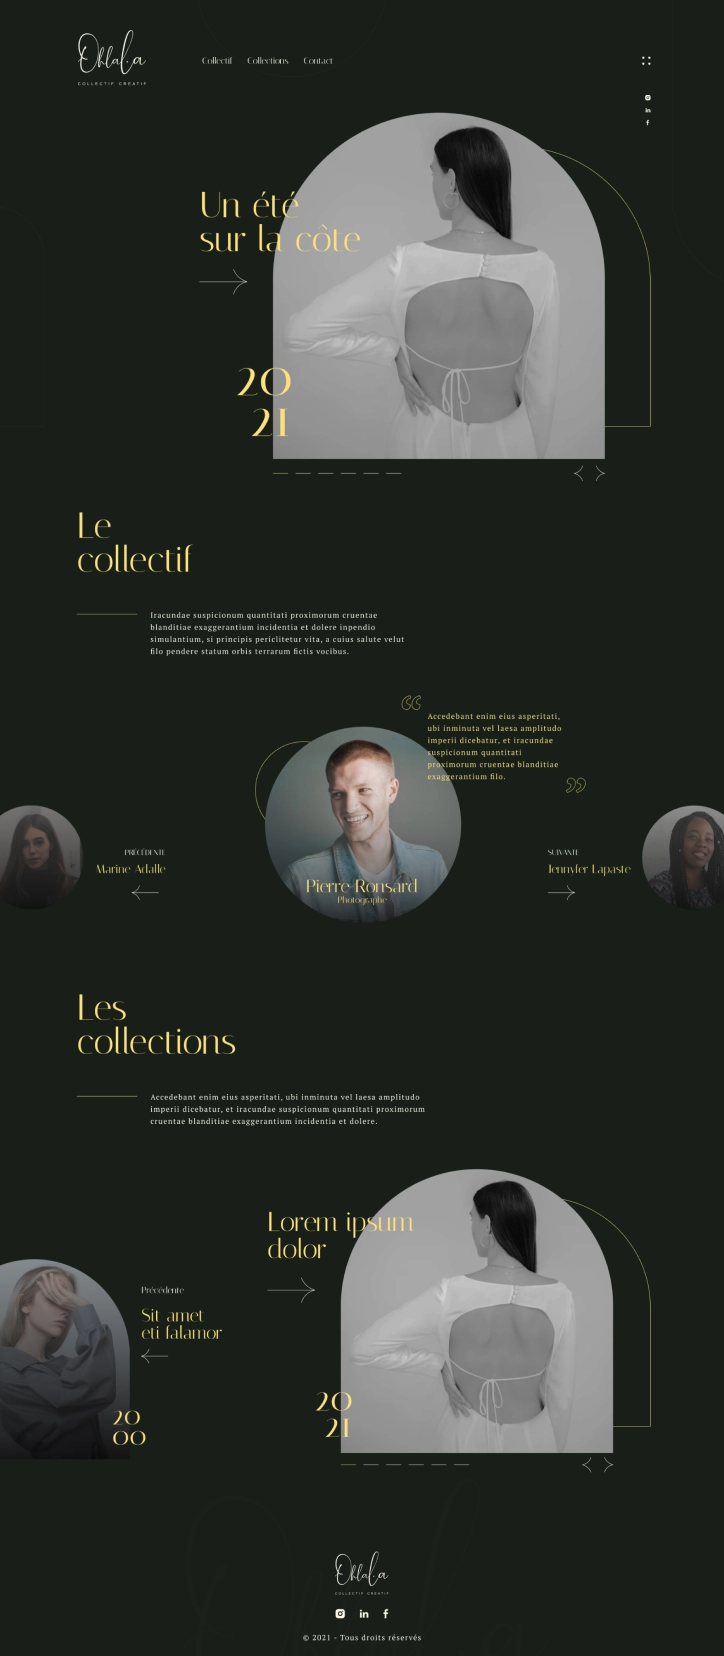 Ohlala
COLLECTIF CREATIF
Collectif
Collections
Contact
Un été
sur la côte
20
21
Le
collectif
Iracundae suspicionum quantitati proximorum cruentae
blanditiae exaggerantium incidentia et dolere inpendio
simulantium, si principis periclitetur vita, a cuius salute velut
filo pendere statum orbis terrarum fictis vocibus.
“
Accedebant enim eius asperitati,
ubi inminuta vel laesa amplitudo
imperii dicebatur, et iracundae
suspicionum quantitati
proximorum cruentae blanditiae
exaggerantium filo.
”
PRÉCÉDENTE
Marine Adalle
Pierre Ronsard
Photographe
SUIVANTE
Jennyfer Lapaste
Les
collections
Accedebant enim eius asperitati, ubi inminuta vel laesa amplitudo
imperii dicebatur, et iracundae suspicionum quantitati proximorum
cruentae blanditiae exaggerantium incidentia et dolere.
Précédente
Sit amet
eti falamor
20
00
Lorem ipsum
dolor
20
21
Ohlala
COLLECTIF CREATIF
© 2021 - Tous droits réservés